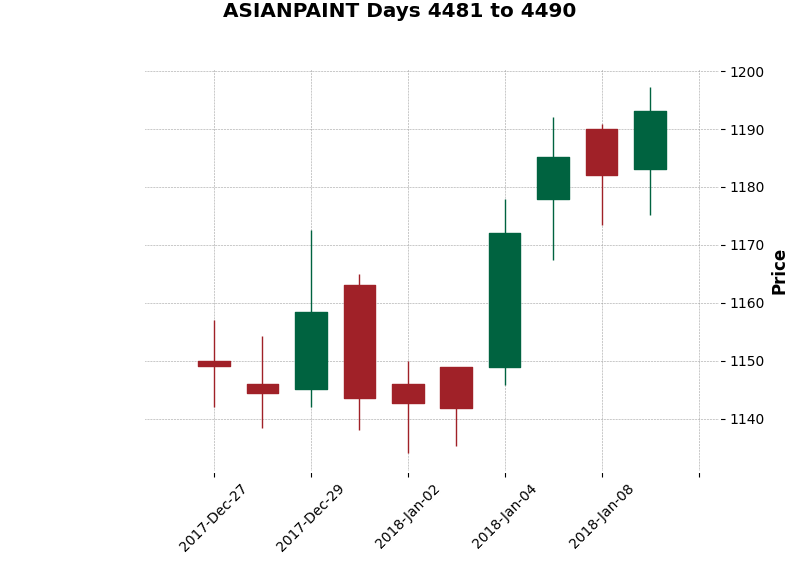 ASIANPAINT Days 4481 to 4490
1200
1190
1180
1170
1160
1150
1140
Price
2017-Dec-27
2017-Dec-29
2018-Jan-02
2018-Jan-04
2018-Jan-08